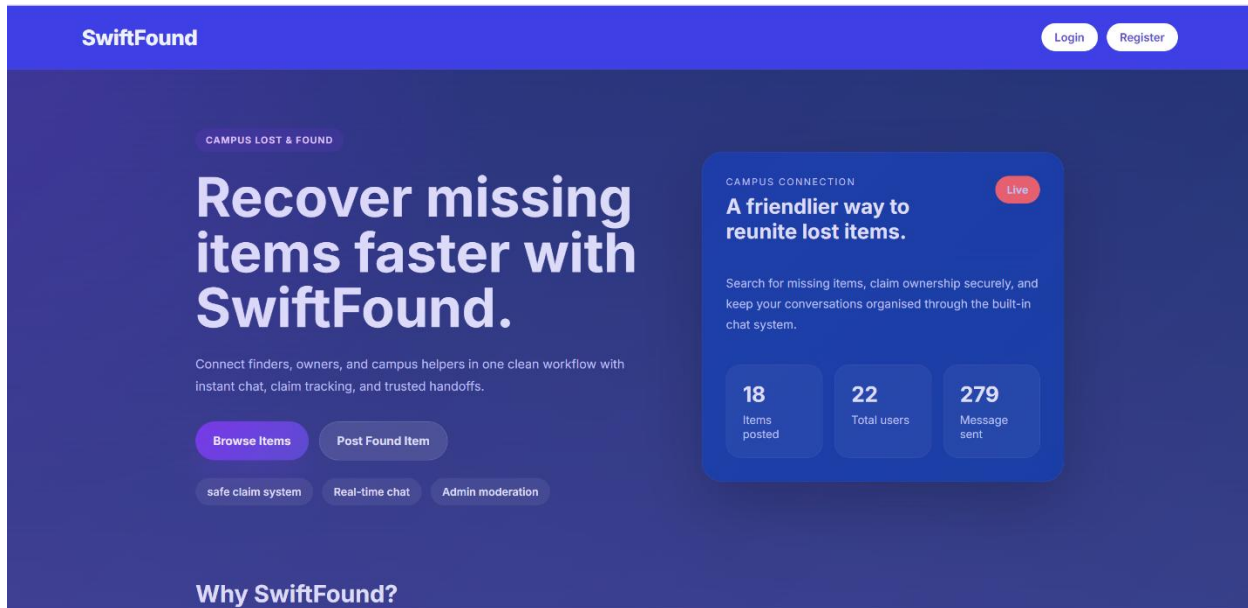 SwiftFound
Login
Register
CAMPUS LOST & FOUND
Recover missing
items faster with
SwiftFound.
Connect finders, owners, and campus helpers in one clean workflow with
instant chat, claim tracking, and trusted handoffs.
Browse Items
Post Found Item
safe claim system
Real-time chat
Admin moderation
CAMPUS CONNECTION
Live
A friendlier way to
reunite lost items.
Search for missing items, claim ownership securely, and
keep your conversations organised through the built-in
chat system.
18
Items
posted
22
Total users
279
Message
sent
Why SwiftFound?